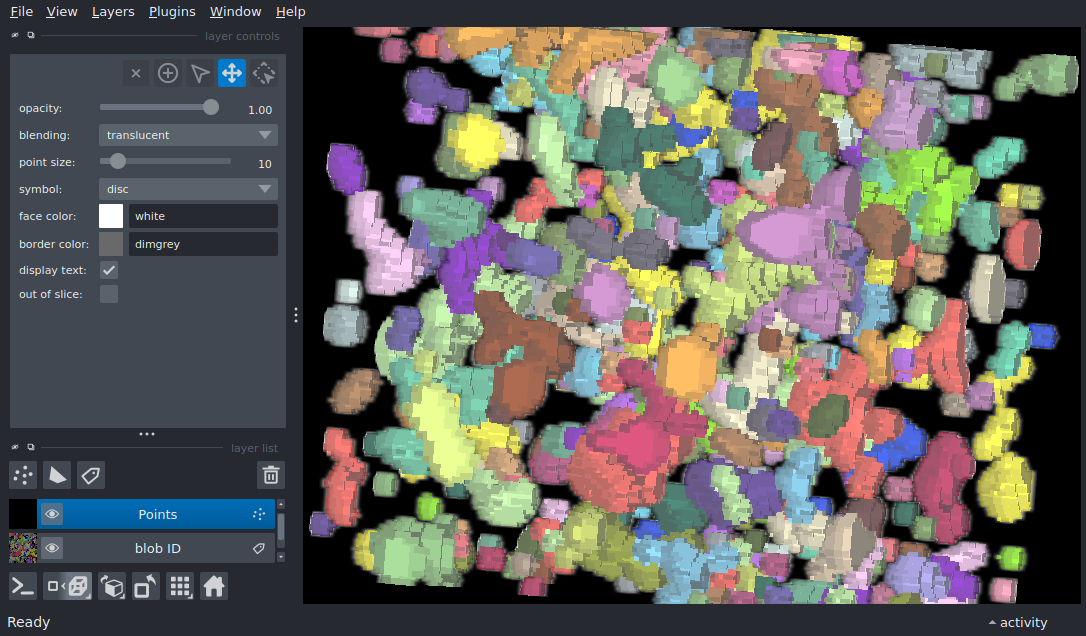 File View Layers Plugins Window Help
layer controls
opacity: 1.00
blending: translucent
point size: 10
symbol: disc
face color: white
border color: dimgrey
display text:
out of slice:
layer list
Points
blob ID
Ready activity